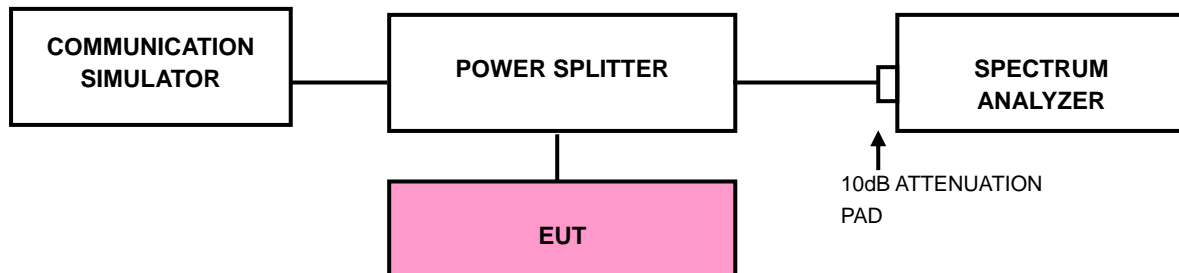 COMMUNICATION
SIMULATOR
POWER SPLITTER
SPECTRUM
ANALYZER
10dB ATTENUATION
PAD
EUT